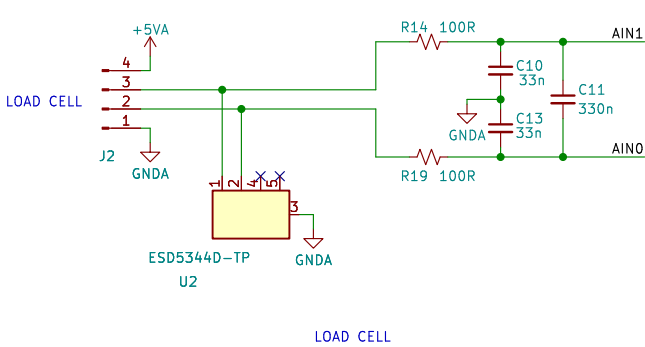 +5VA
R14 100R
AIN1
4
3
2
1
LOAD CELL
J2
GNDA
C10
33n
C11
330n
GNDA
C13
33n
AIN0
R19 100R
1
2
4
5
3
ESD5344D-TP
U2
GNDA
LOAD CELL